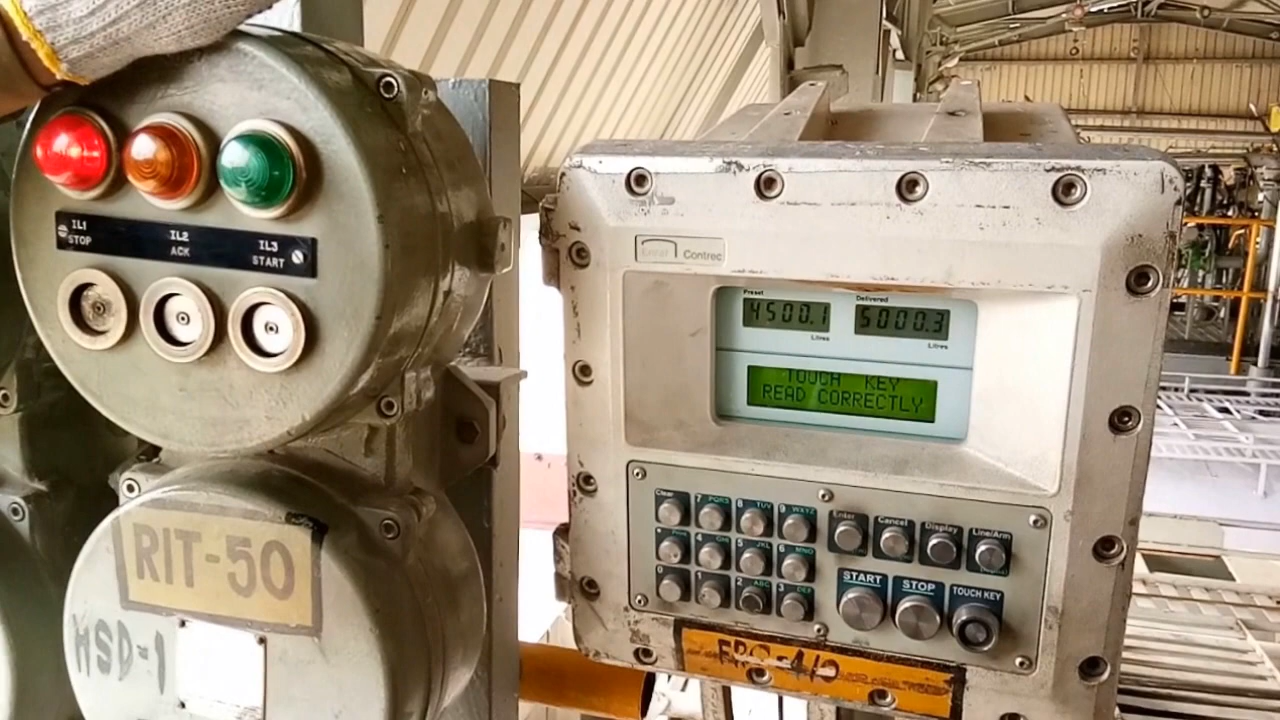 IL1
STOP
IL2
ACK
IL3
START
RIT-50
MSD-1
Contrec
Preset
4500.1
Litres
Delivered
5000.3
Litres
TOUCH KEY
READ CORRECTLY
Clear
7 PQRS
8 TUV
9 WXYZ
4 GHI
5 JKL
6 MNO
0
1
2 ABC
3 DEF
Enter
Cancel
Display
Line/Arm
START
STOP
TOUCH KEY